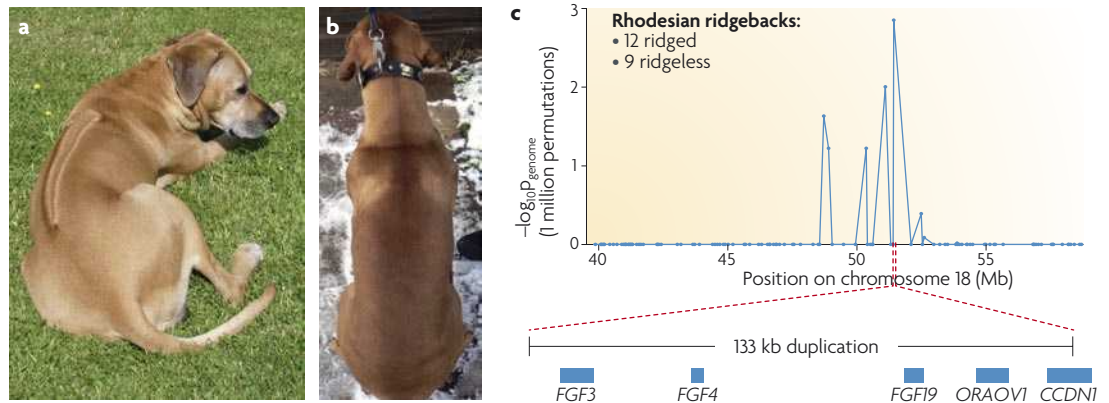 a
b
c
Rhodesian ridgebacks:
• 12 ridged
• 9 ridgeless
3
2
1
0
–log₁₀pgenome
(1 million permutations)
40
45
50
55
Position on chromosome 18 (Mb)
133 kb duplication
FGF3
FGF4
FGF19
ORAOV1
CCDN1